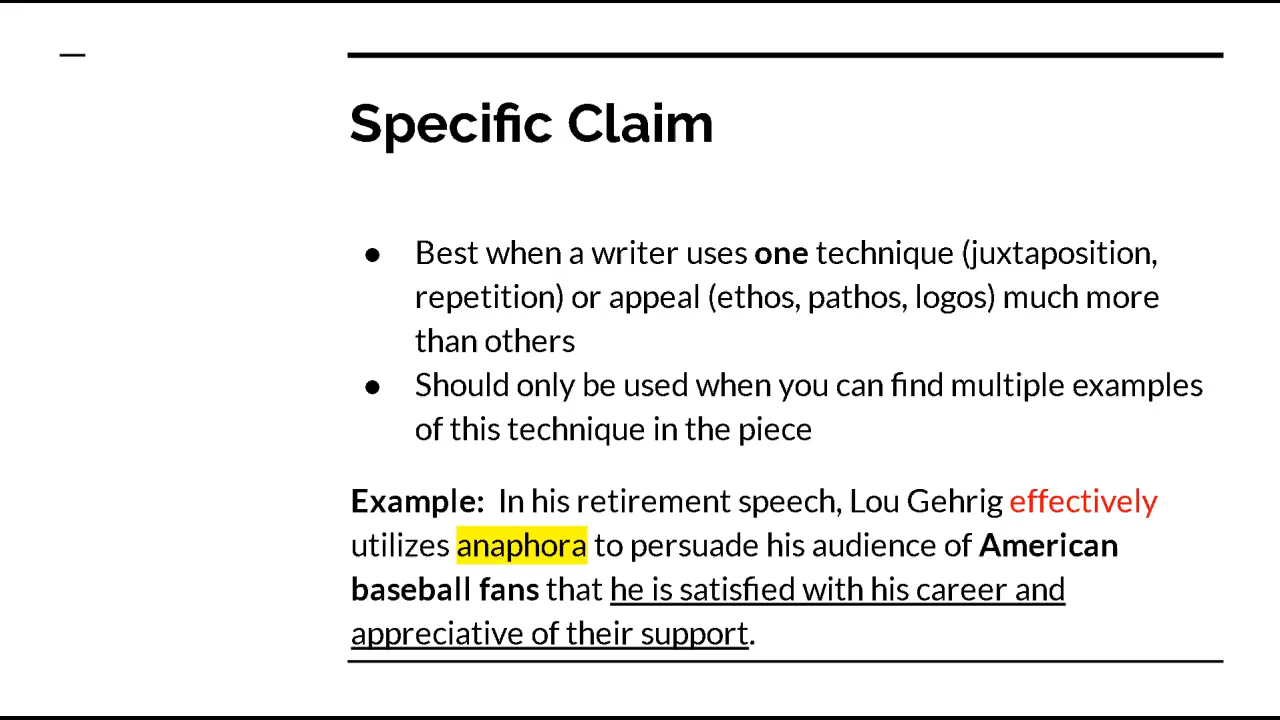 Specific Claim
● Best when a writer uses one technique (juxtaposition,
repetition) or appeal (ethos, pathos, logos) much more
than others
● Should only be used when you can find multiple examples
of this technique in the piece
Example: In his retirement speech, Lou Gehrig effectively
utilizes anaphora to persuade his audience of American
baseball fans that he is satisfied with his career and
appreciative of their support.